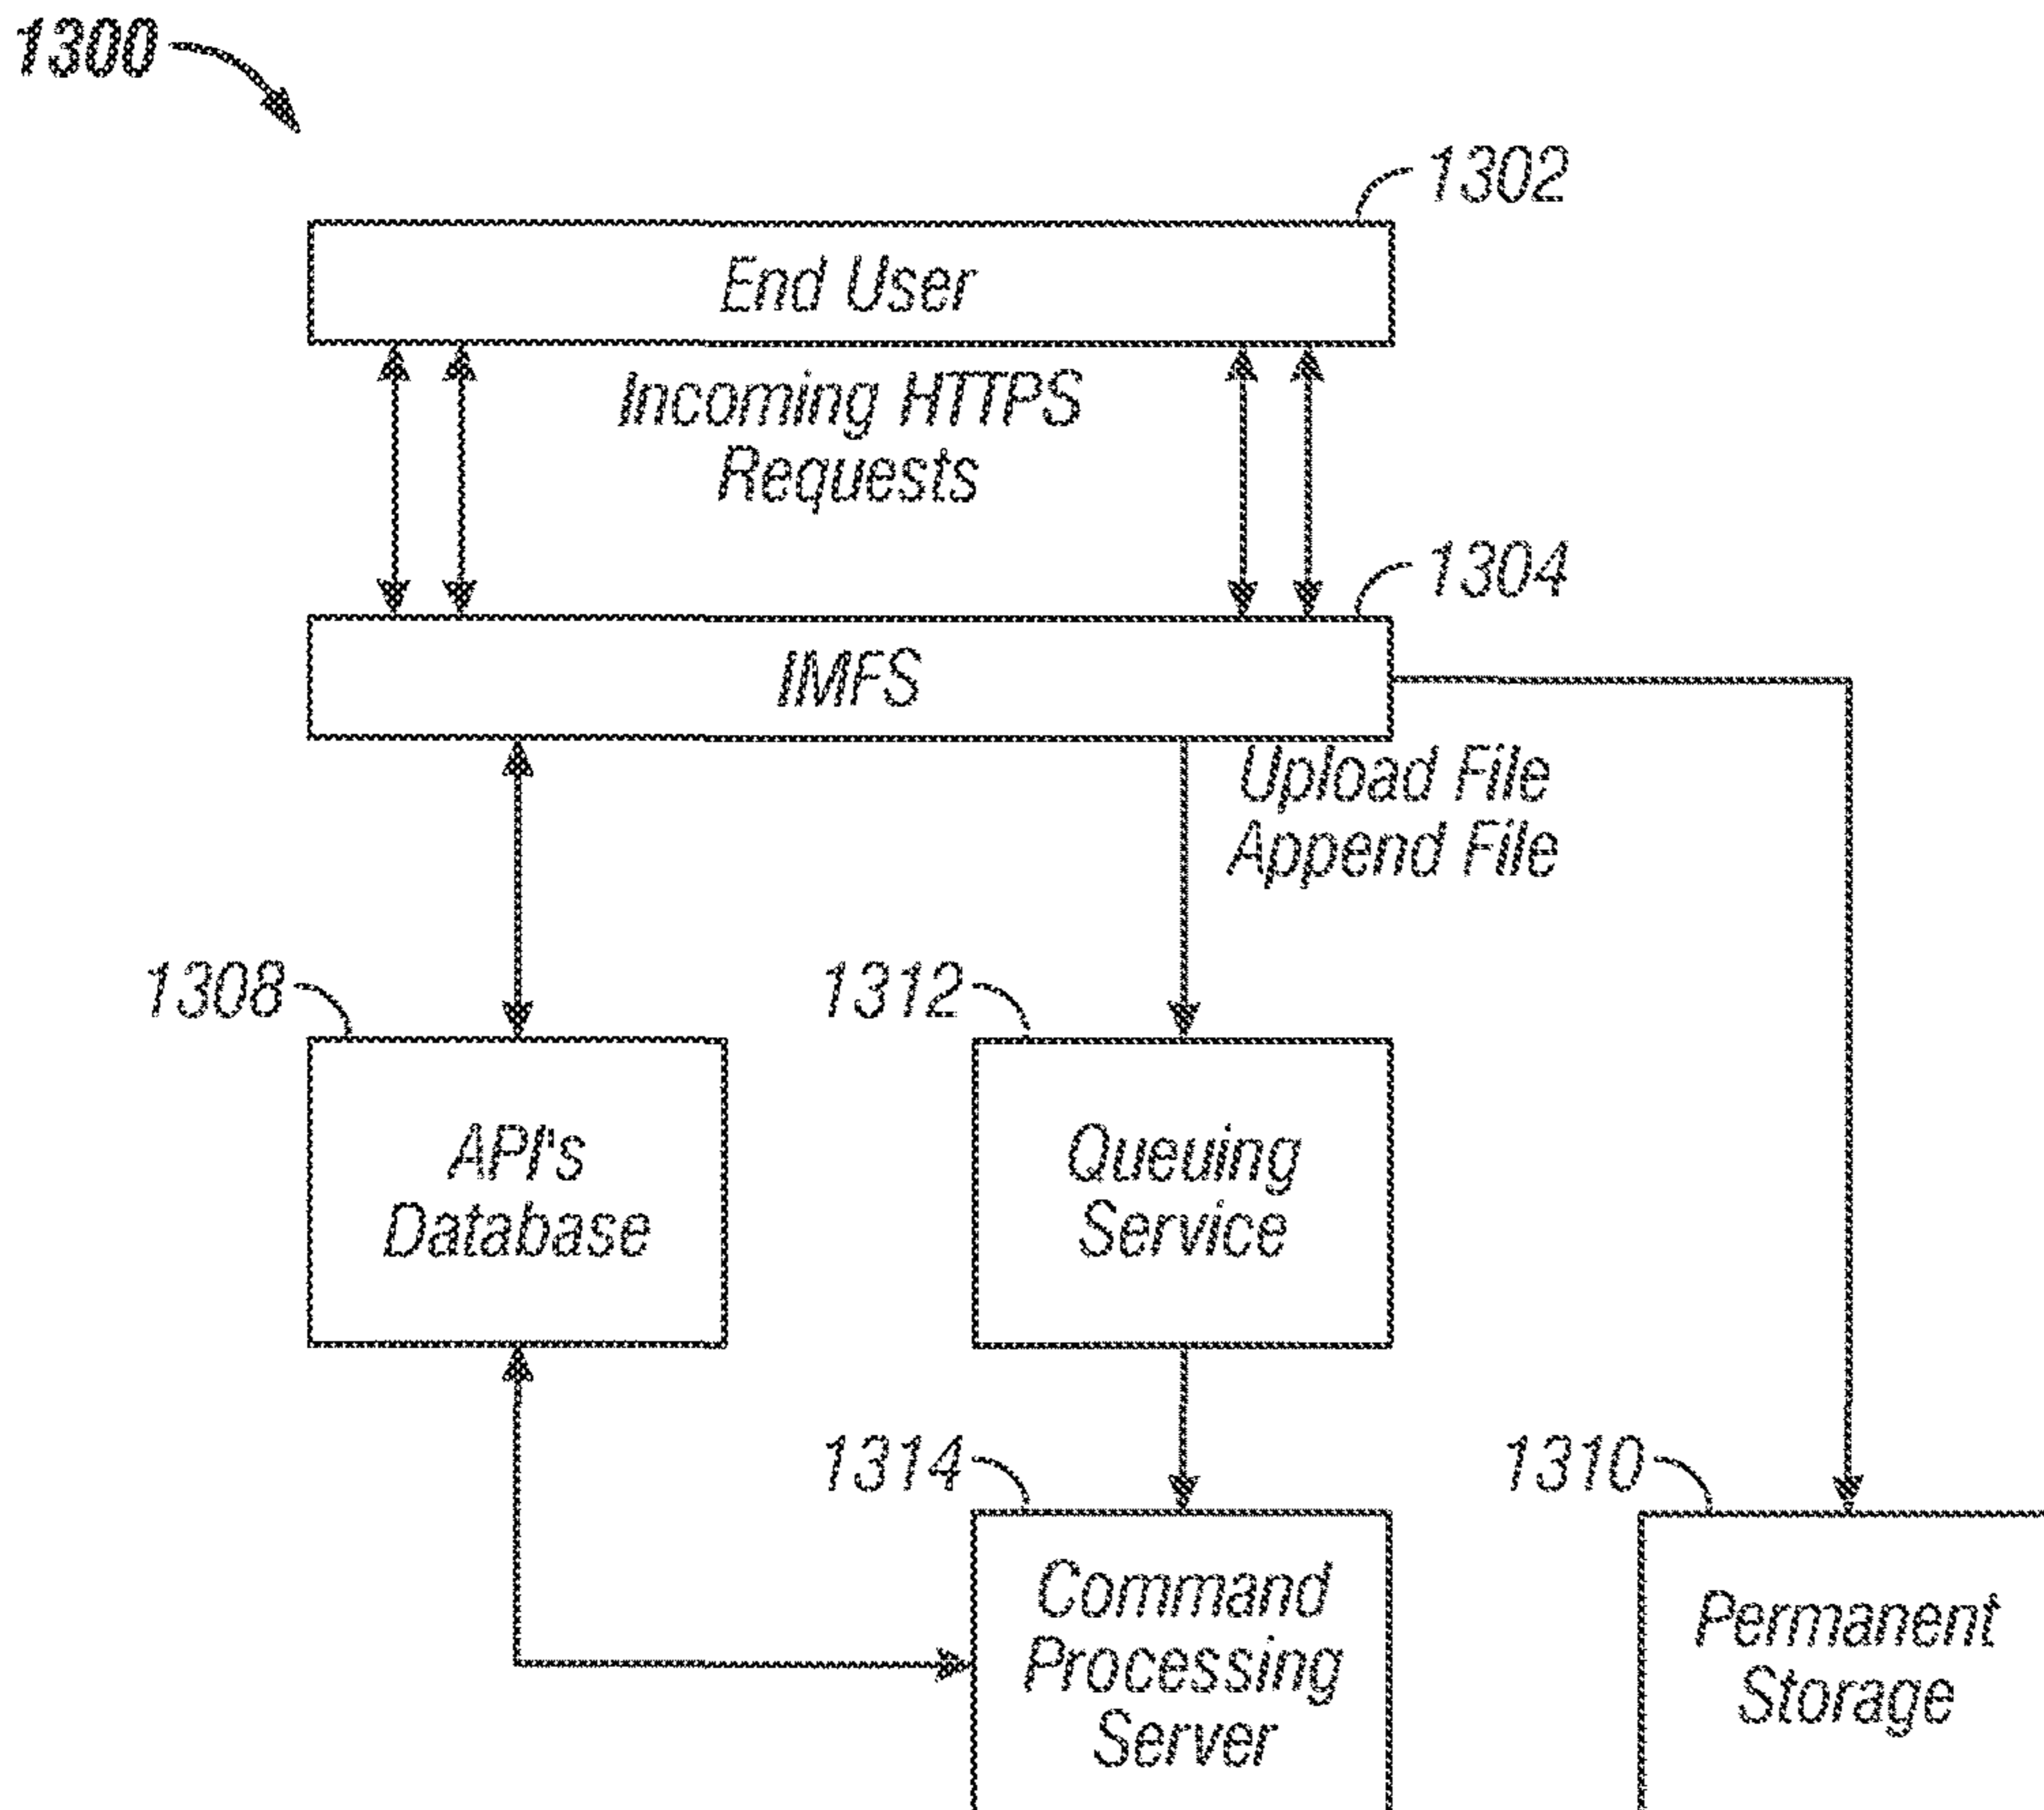 1300
1302
End User
Incoming HTTPS
Requests
1304
IMFS
Upload File
Append File
1308
1312
API's
Database
Queuing
Service
1314
1310
Command
Processing
Server
Permanent
Storage